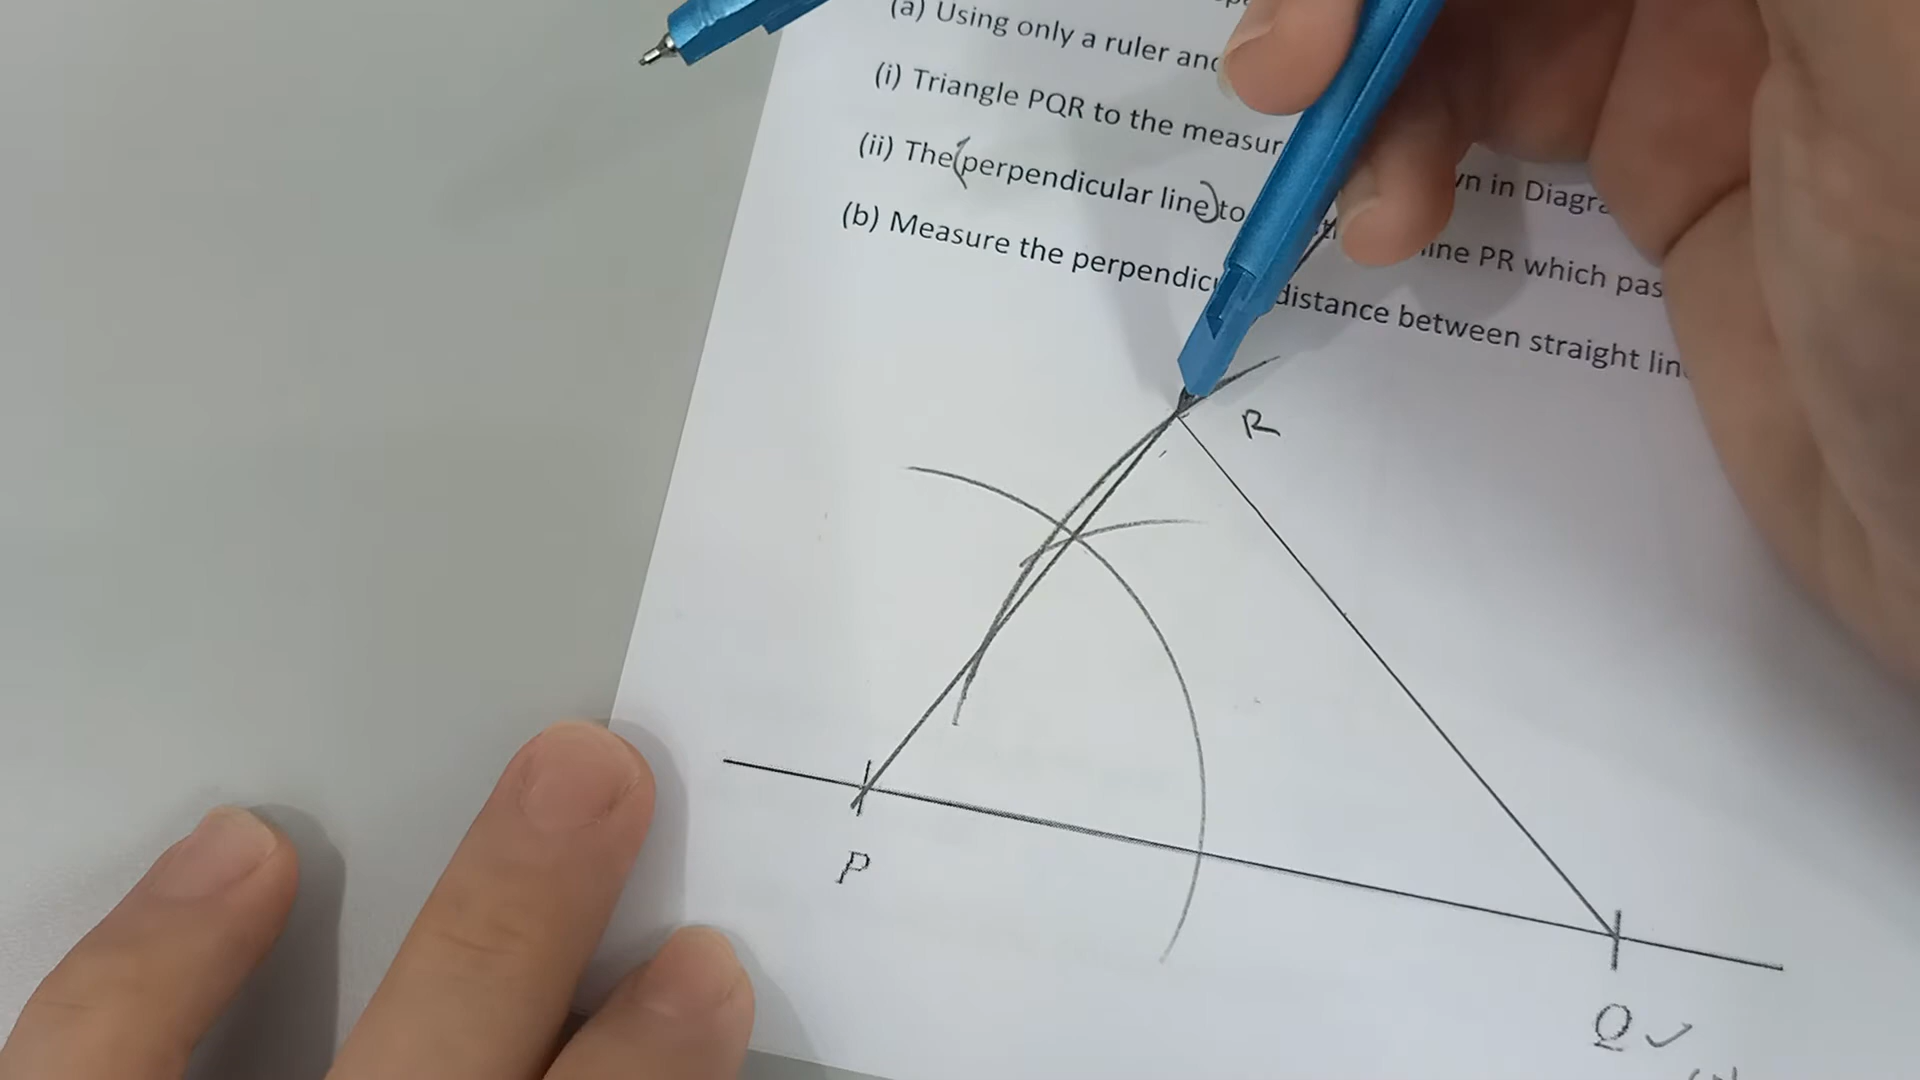 (a) Using only a ruler and
(i) Triangle PQR to the measur wn in Diagra
(ii) The (perpendicular line) to line PR which pas
(b) Measure the perpendicu distance between straight lin
R
P
Q ✓